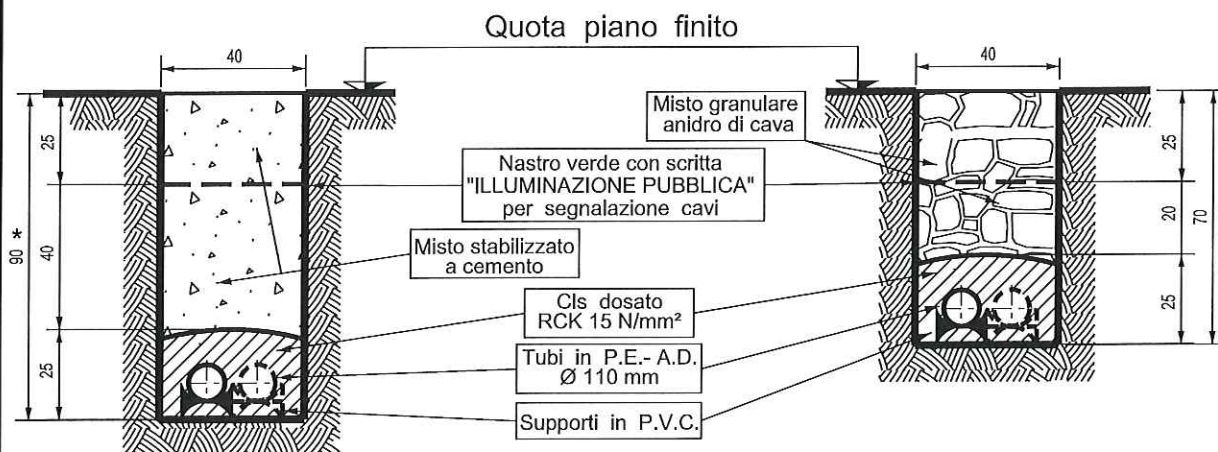 Quota piano finito
40
40
Misto granulare
anidro di cava
25
25
Nastro verde con scritta
"ILLUMINAZIONE PUBBLICA"
per segnalazione cavi
90 *
40
20
70
Misto stabilizzato
a cemento
Cls dosato
RCK 15 N/mm²
25
25
Tubi in P.E.- A.D.
Ø 110 mm
Supporti in P.V.C.